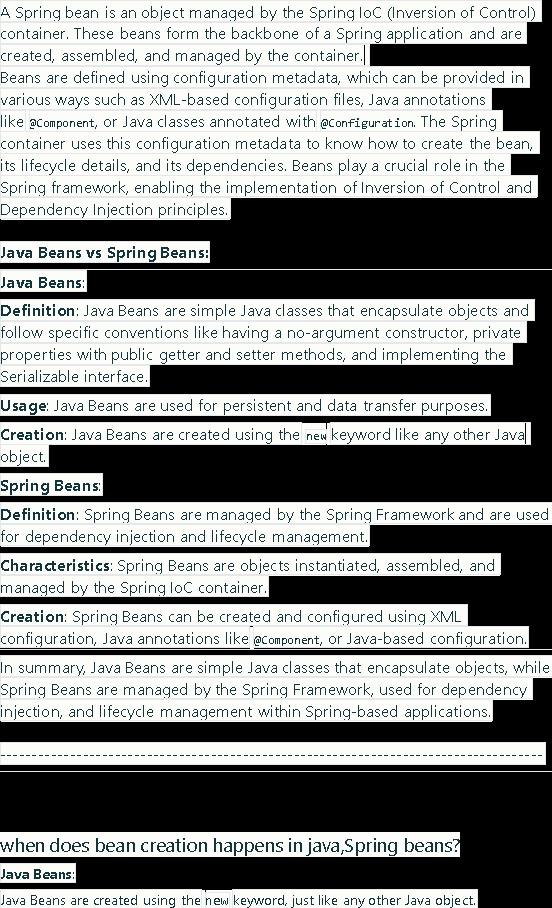 A Spring bean is an object managed by the Spring IoC (Inversion of Control)
container. These beans form the backbone of a Spring application and are
created, assembled, and managed by the container.
Beans are defined using configuration metadata, which can be provided in
various ways such as XML-based configuration files, Java annotations
like @Component, or Java classes annotated with @Configuration. The Spring
container uses this configuration metadata to know how to create the bean,
its lifecycle details, and its dependencies. Beans play a crucial role in the
Spring framework, enabling the implementation of Inversion of Control and
Dependency Injection principles.
Java Beans vs Spring Beans:
Java Beans:
Definition: Java Beans are simple Java classes that encapsulate objects and
follow specific conventions like having a no-argument constructor, private
properties with public getter and setter methods, and implementing the
Serializable interface.
Usage: Java Beans are used for persistent and data transfer purposes.
Creation: Java Beans are created using the new keyword like any other Java
object.
Spring Beans:
Definition: Spring Beans are managed by the Spring Framework and are used
for dependency injection and lifecycle management.
Characteristics: Spring Beans are objects instantiated, assembled, and
managed by the Spring IoC container.
Creation: Spring Beans can be created and configured using XML
configuration, Java annotations like @Component, or Java-based configuration.
In summary, Java Beans are simple Java classes that encapsulate objects, while
Spring Beans are managed by the Spring Framework, used for dependency
injection, and lifecycle management within Spring-based applications.
----------------------------------------------------------------------
when does bean creation happens in java,Spring beans?
Java Beans:
Java Beans are created using the new keyword, just like any other Java object.